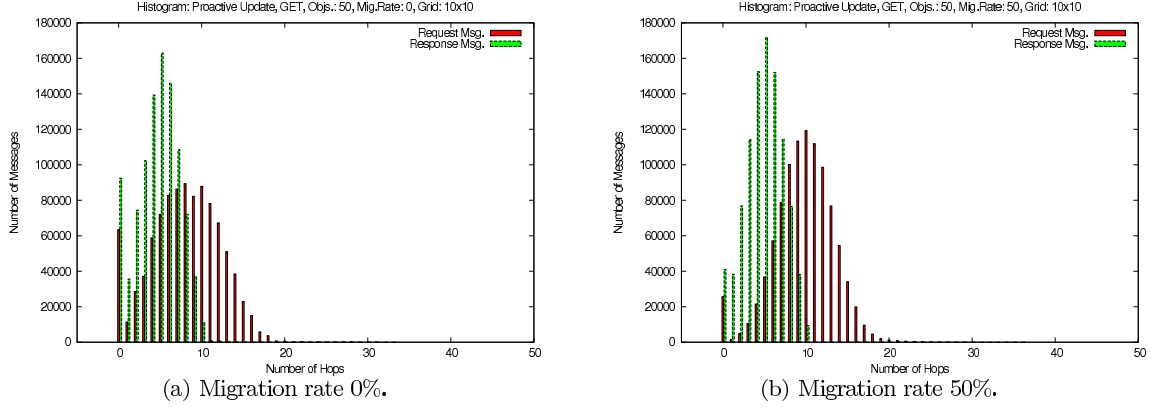 Histogram: Proactive Update, GET, Objs.: 50, Mig.Rate: 0, Grid: 10x10
180000
160000
140000
120000
100000
80000
60000
40000
20000
0
Number of Messages
Request Msg.
Response Msg.
0 10 20 30 40 50
Number of Hops
(a) Migration rate 0%.
Histogram: Proactive Update, GET, Objs.: 50, Mig.Rate: 50, Grid: 10x10
180000
160000
140000
120000
100000
80000
60000
40000
20000
0
Number of Messages
Request Msg.
Response Msg.
0 10 20 30 40 50
Number of Hops
(b) Migration rate 50%.